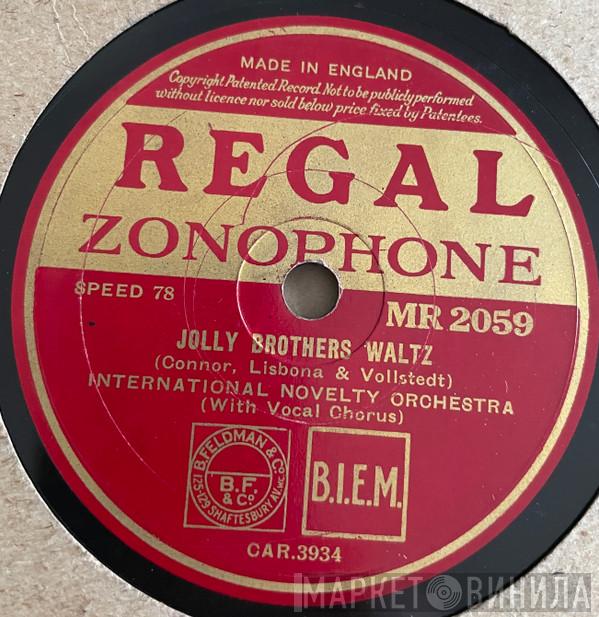 MADE IN ENGLAND
Copyright Patented Record. Not to be publicly performed
without licence nor sold below price fixed by Patentees.
REGAL
ZONOPHONE
SPEED 78
MR 2059
JOLLY BROTHERS WALTZ
(Connor, Lisbona & Vollstedt)
INTERNATIONAL NOVELTY ORCHESTRA
(With Vocal Chorus)
B. FELDMAN & Co
B.F.
& Co
125-129 SHAFTESBURY AV.
B.I.E.M.
CAR.3934
МАРКЕТ ВИНИЛА